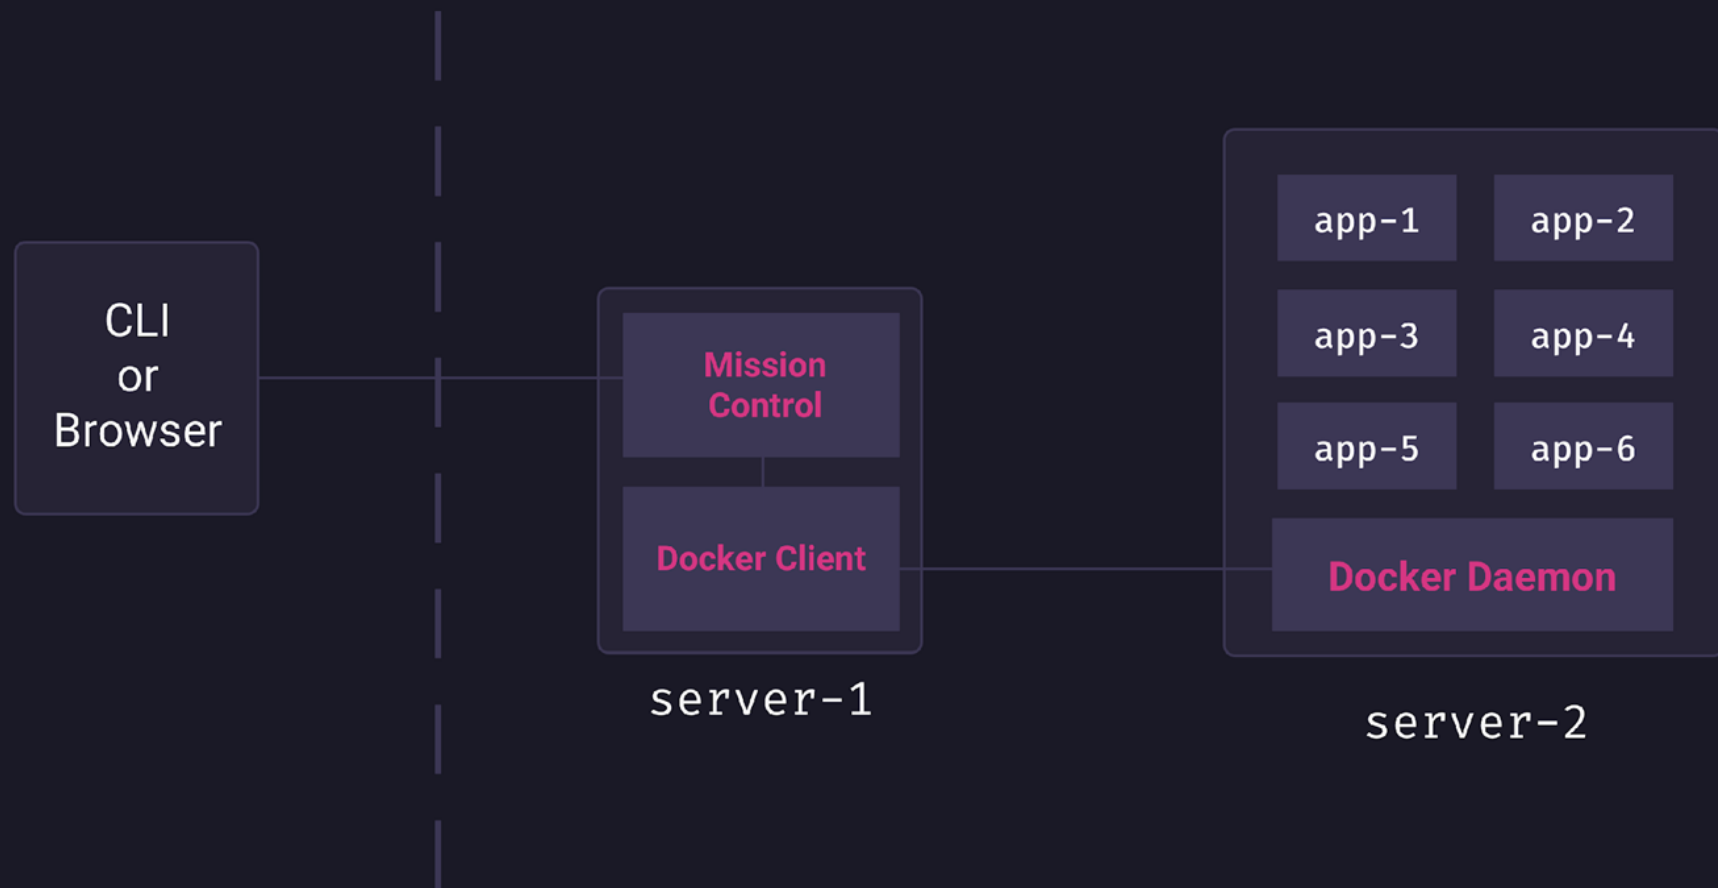 CLI
or
Browser
Mission
Control
Docker Client
server-1
app-1
app-2
app-3
app-4
app-5
app-6
Docker Daemon
server-2